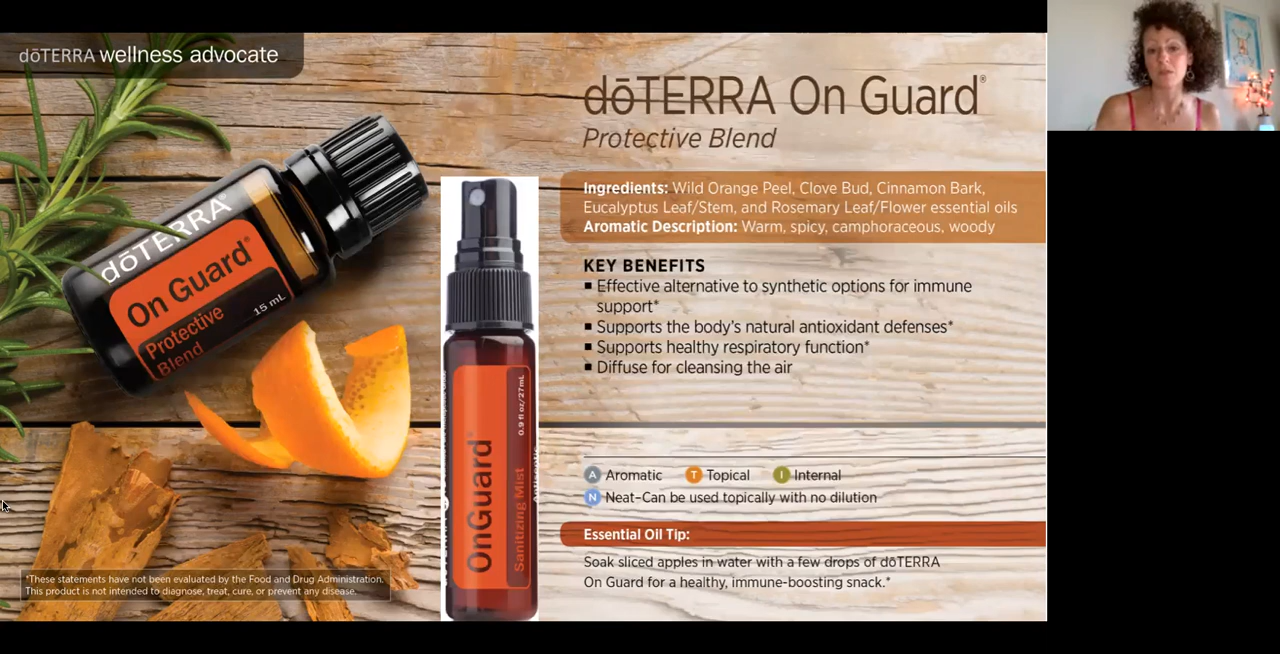 dōTERRA wellness advocate
dōTERRA On Guard®
Protective Blend
Ingredients: Wild Orange Peel, Clove Bud, Cinnamon Bark,
Eucalyptus Leaf/Stem, and Rosemary Leaf/Flower essential oils
Aromatic Description: Warm, spicy, camphoraceous, woody
KEY BENEFITS
▪ Effective alternative to synthetic options for immune
support*
▪ Supports the body's natural antioxidant defenses*
▪ Supports healthy respiratory function*
▪ Diffuse for cleansing the air
A Aromatic T Topical I Internal
N Neat–Can be used topically with no dilution
Essential Oil Tip:
Soak sliced apples in water with a few drops of dōTERRA
On Guard for a healthy, immune-boosting snack.*
dōTERRA
On Guard®
Protective
Blend
15 mL
OnGuard®
Sanitizing Mist
0.9 fl oz/27mL
Antiseptic
*These statements have not been evaluated by the Food and Drug Administration.
This product is not intended to diagnose, treat, cure, or prevent any disease.